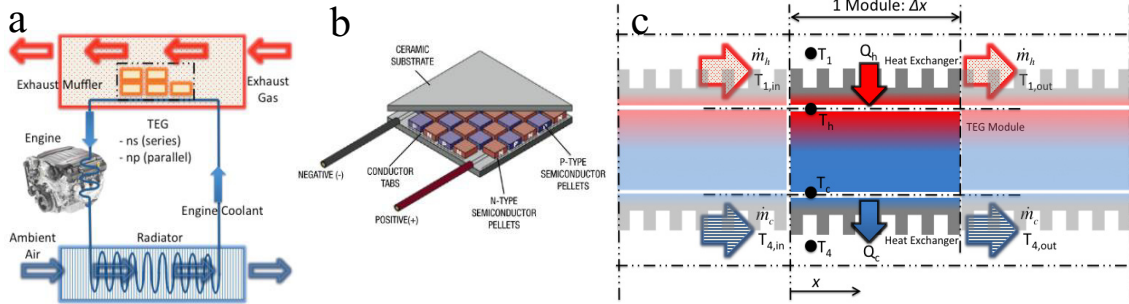 a
Exhaust Muffler
Exhaust
Gas
TEG
- ns (series)
- np (parallel)
Engine
Engine Coolant
Ambient
Air
Radiator
b
CERAMIC
SUBSTRATE
NEGATIVE (-)
CONDUCTOR
TABS
POSITIVE(+)
N-TYPE
SEMICONDUCTOR
PELLETS
P-TYPE
SEMICONDUCTOR
PELLETS
c
1 Module: Δx
ṁh
T1,in
T1
Qh
Heat Exchanger
ṁh
T1,out
Th
TEG Module
Tc
ṁc
T4,in
T4
Qc
Heat Exchanger
ṁc
T4,out
x